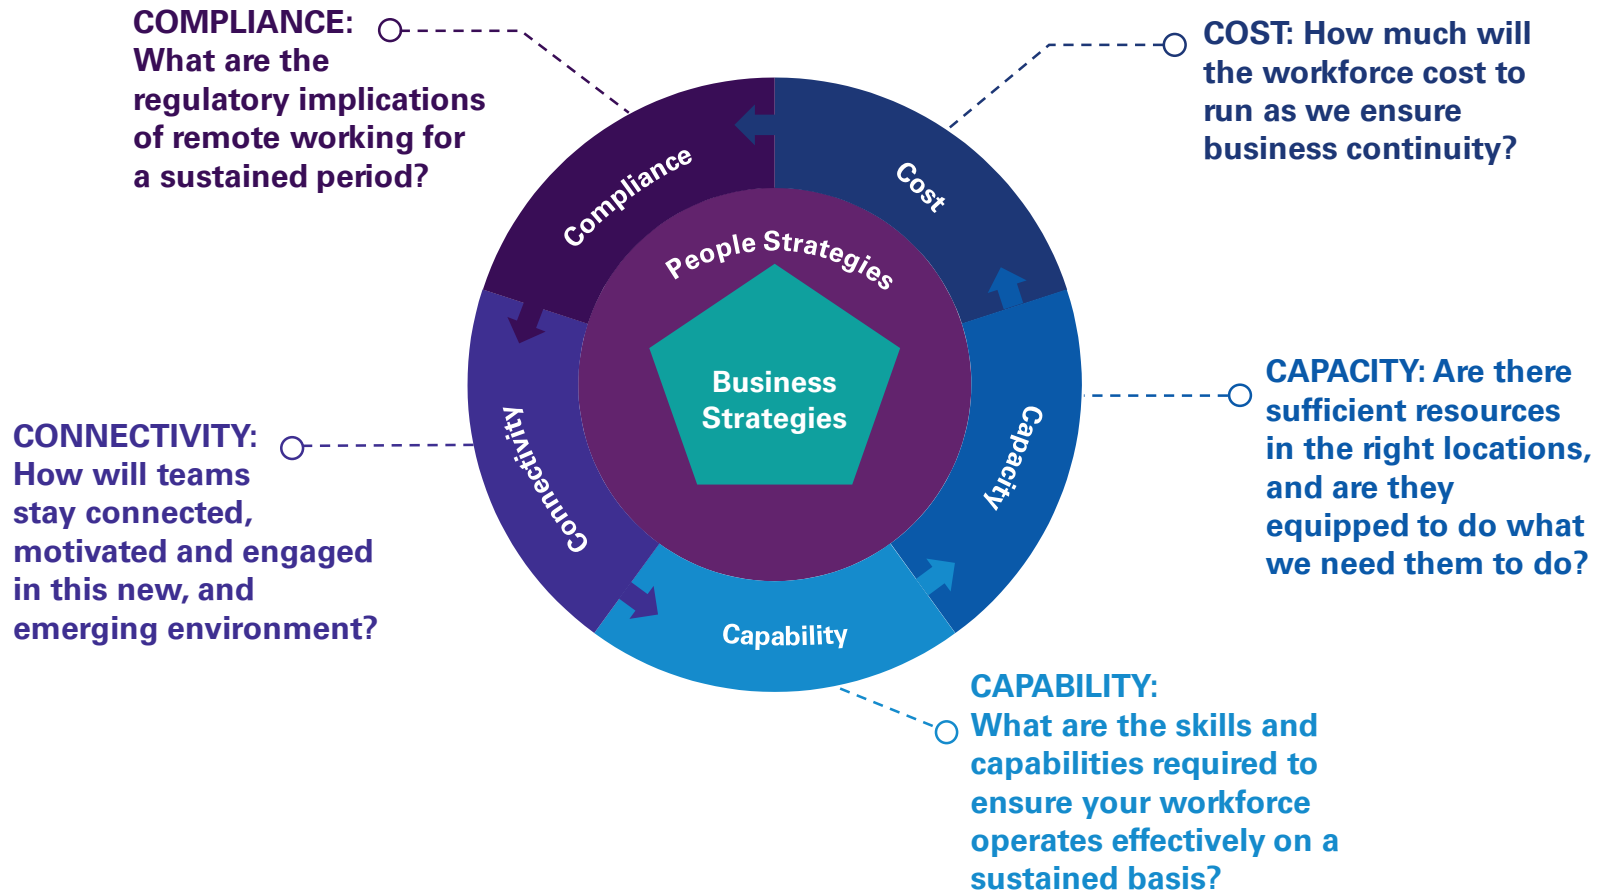 COMPLIANCE:
What are the
regulatory implications
of remote working for
a sustained period?
COST: How much will
the workforce cost to
run as we ensure
business continuity?
Compliance
Cost
People Strategies
Business
Strategies
Connectivity
Capacity
Capability
CAPACITY: Are there
sufficient resources
in the right locations,
and are they
equipped to do what
we need them to do?
CONNECTIVITY:
How will teams
stay connected,
motivated and engaged
in this new, and
emerging environment?
CAPABILITY:
What are the skills and
capabilities required to
ensure your workforce
operates effectively on a
sustained basis?